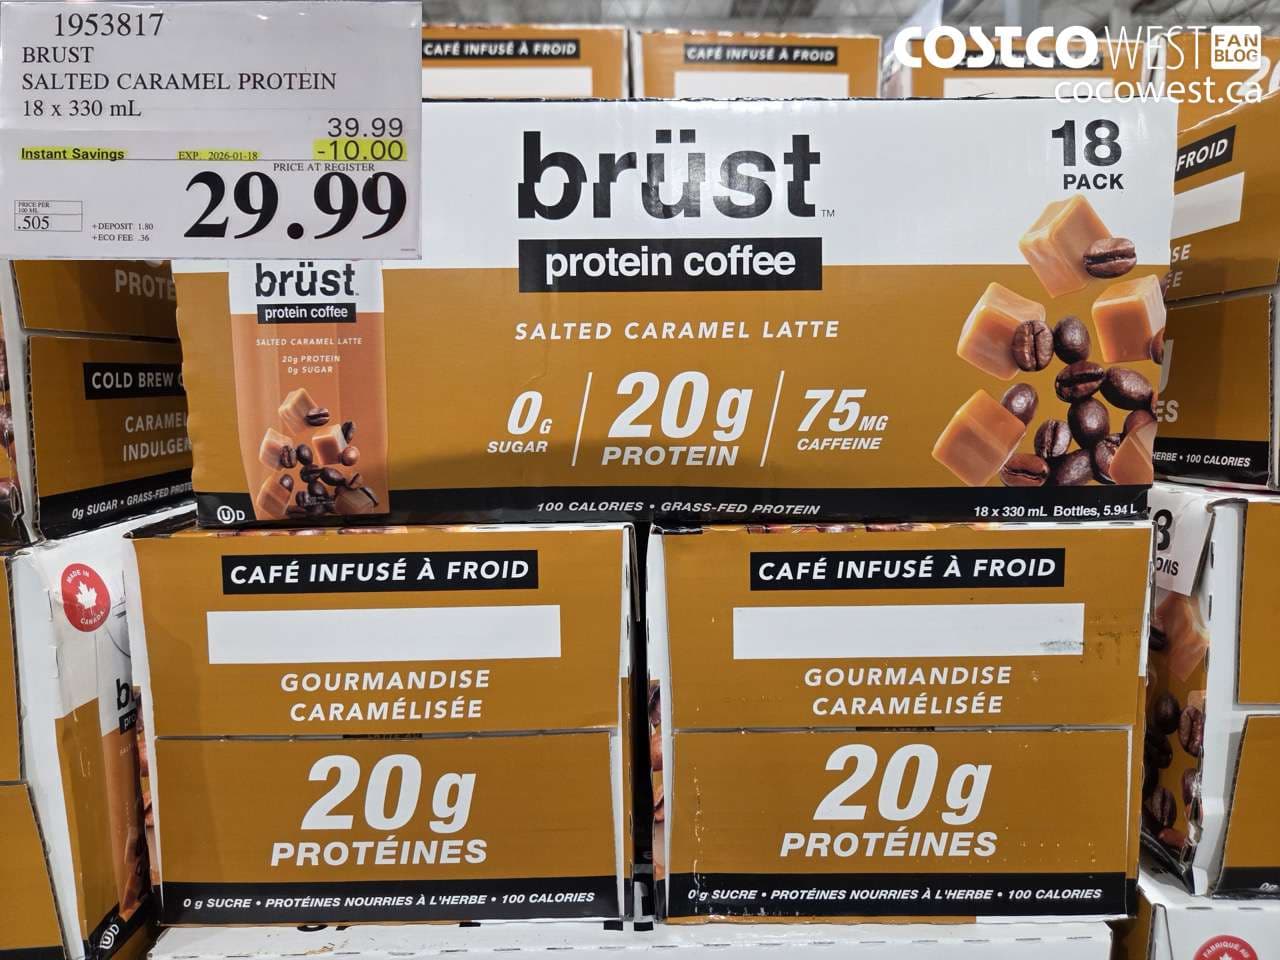 1953817
BRUST
SALTED CARAMEL PROTEIN
18 x 330 mL
39.99
Instant Savings EXP. 2026-01-18 -10.00
PRICE AT REGISTER
29.99
PRICE PER
100 ML
.505
+DEPOSIT 1.80
+ECO FEE .36
COSTCO WEST FAN BLOG
cocowest.ca
CAFÉ INFUSÉ À FROID
CAFÉ INFUSÉ À FROID
brüst™
protein coffee
18
PACK
SALTED CARAMEL LATTE
0G
SUGAR
20g
PROTEIN
75MG
CAFFEINE
100 CALORIES • GRASS-FED PROTEIN
18 x 330 mL Bottles, 5.94 L
brüst
protein coffee
SALTED CARAMEL LATTE
20g PROTEIN
0g SUGAR
UD
COLD BREW
CARAMEL
0g SUGAR • GRASS-FED
FROID
100 CALORIES
MADE IN
CANADA
CAFÉ INFUSÉ À FROID
GOURMANDISE
CARAMÉLISÉE
20g
PROTÉINES
0 g SUCRE • PROTÉINES NOURRIES À L'HERBE • 100 CALORIES
CAFÉ INFUSÉ À FROID
GOURMANDISE
CARAMÉLISÉE
20g
PROTÉINES
0 g SUCRE • PROTÉINES NOURRIES À L'HERBE • 100 CALORIES
UD